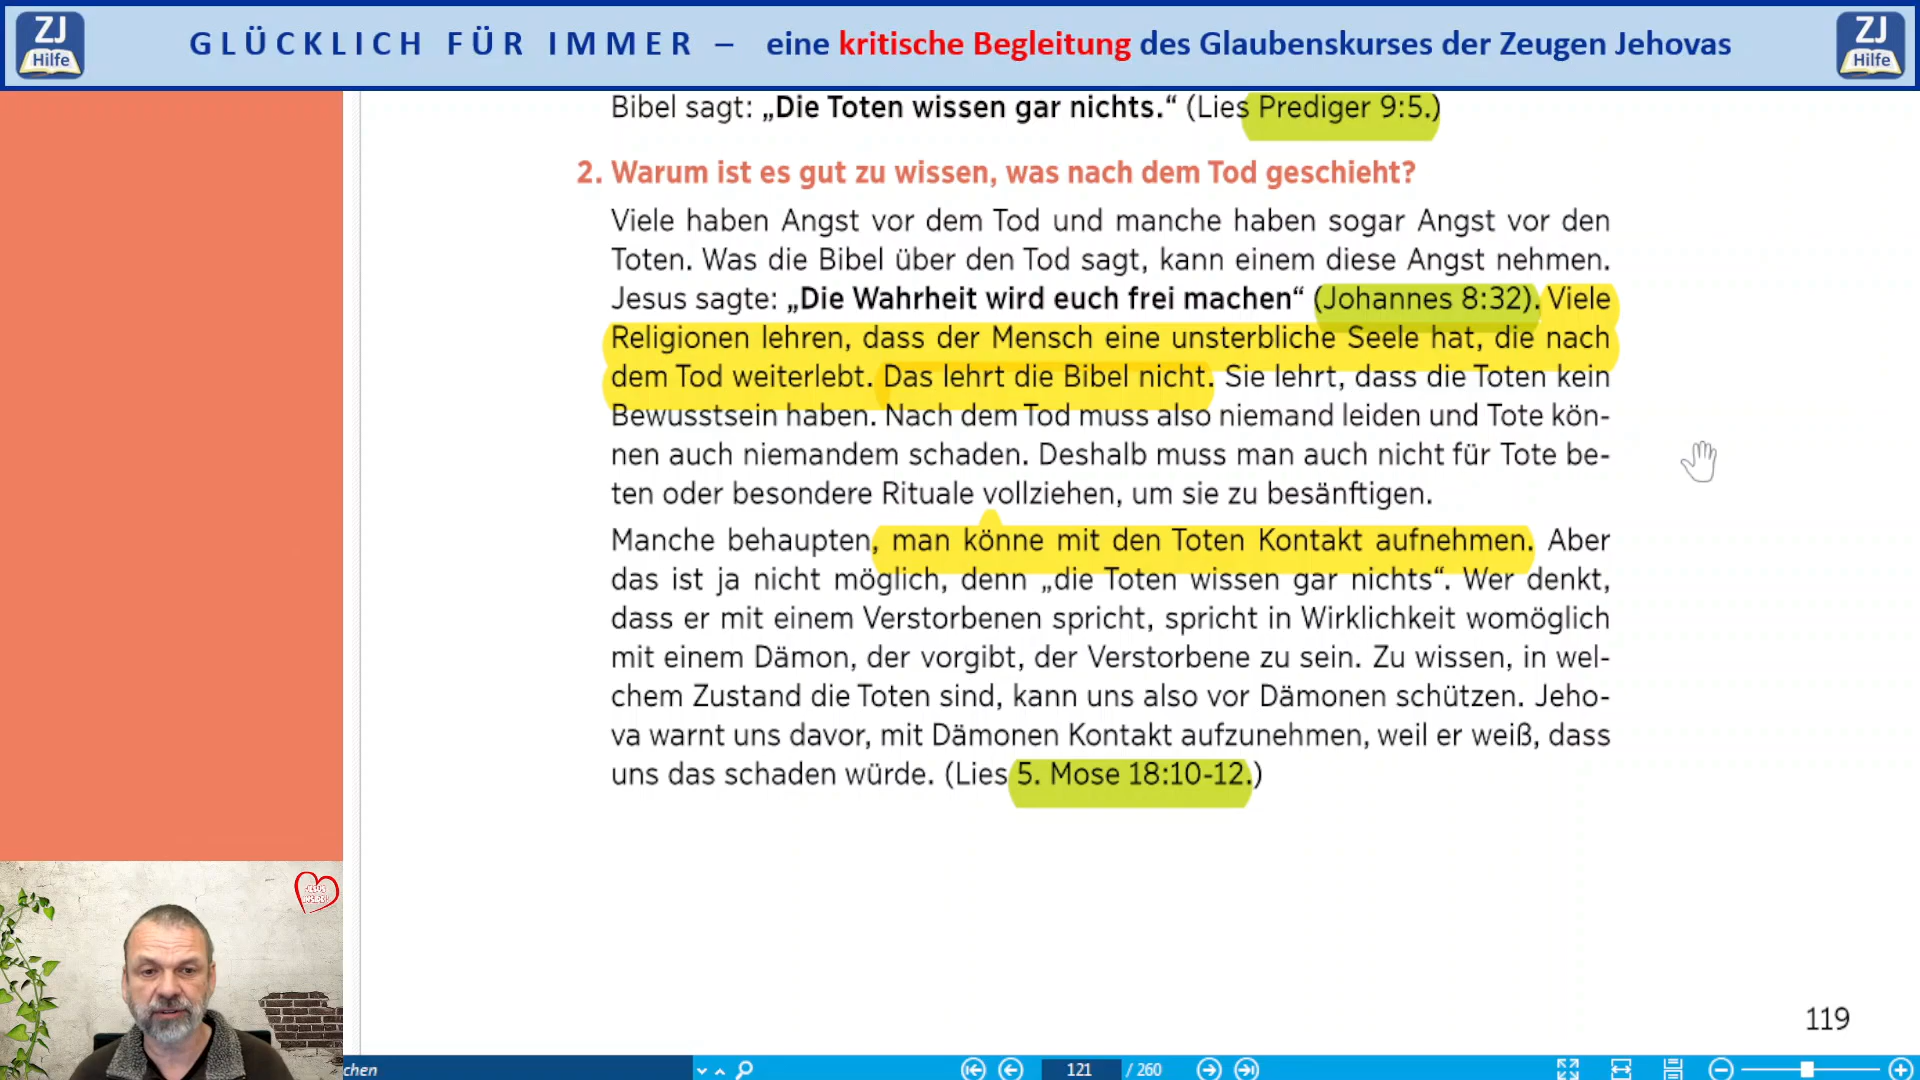 ZJ
Hilfe
GLÜCKLICH FÜR IMMER – eine kritische Begleitung des Glaubenskurses der Zeugen Jehovas
ZJ
Hilfe
Bibel sagt: „Die Toten wissen gar nichts.“ (Lies Prediger 9:5.)
2. Warum ist es gut zu wissen, was nach dem Tod geschieht?
Viele haben Angst vor dem Tod und manche haben sogar Angst vor den
Toten. Was die Bibel über den Tod sagt, kann einem diese Angst nehmen.
Jesus sagte: „Die Wahrheit wird euch frei machen“ (Johannes 8:32). Viele
Religionen lehren, dass der Mensch eine unsterbliche Seele hat, die nach
dem Tod weiterlebt. Das lehrt die Bibel nicht. Sie lehrt, dass die Toten kein
Bewusstsein haben. Nach dem Tod muss also niemand leiden und Tote kön-
nen auch niemandem schaden. Deshalb muss man auch nicht für Tote be-
ten oder besondere Rituale vollziehen, um sie zu besänftigen.
Manche behaupten, man könne mit den Toten Kontakt aufnehmen. Aber
das ist ja nicht möglich, denn „die Toten wissen gar nichts“. Wer denkt,
dass er mit einem Verstorbenen spricht, spricht in Wirklichkeit womöglich
mit einem Dämon, der vorgibt, der Verstorbene zu sein. Zu wissen, in wel-
chem Zustand die Toten sind, kann uns also vor Dämonen schützen. Jeho-
va warnt uns davor, mit Dämonen Kontakt aufzunehmen, weil er weiß, dass
uns das schaden würde. (Lies 5. Mose 18:10-12.)
119
chen
121 / 260